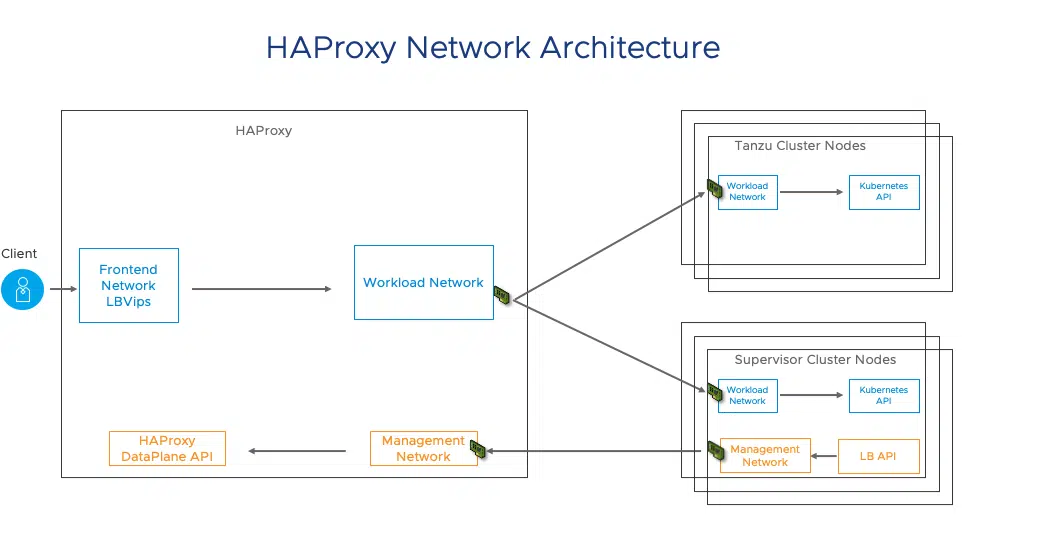 HAProxy Network Architecture
HAProxy
Client
Frontend
Network
LBVips
Workload Network
HAProxy
DataPlane API
Management
Network
Tanzu Cluster Nodes
Workload
Network
Kubernetes
API
Supervisor Cluster Nodes
Workload
Network
Kubernetes
API
Management
Network
LB API